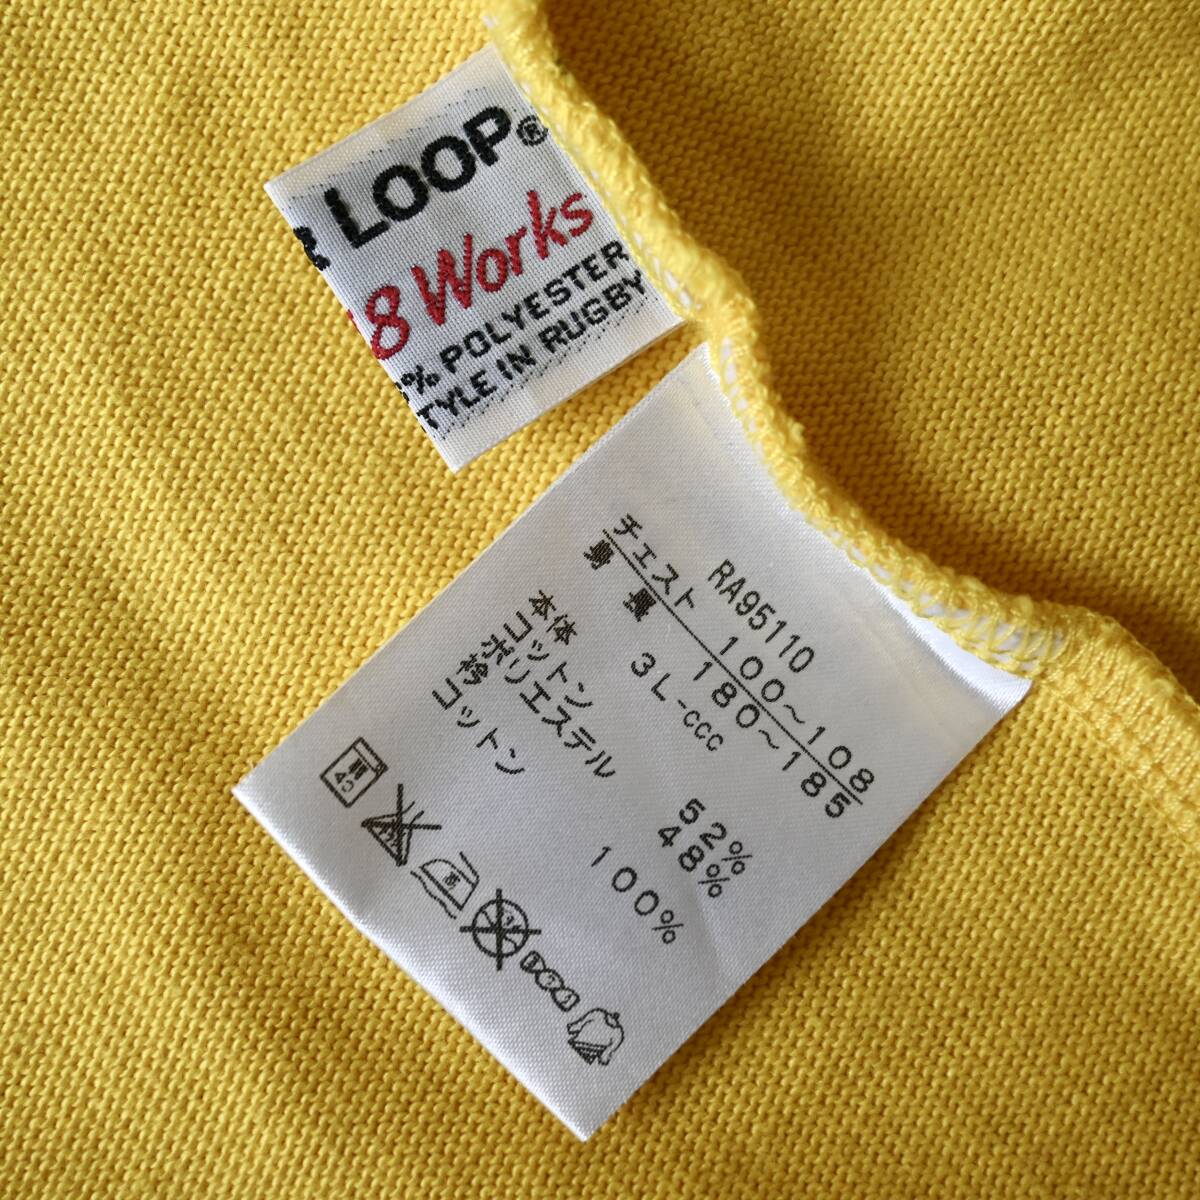 LOOP®
8 Works
% POLYESTER
TYLE IN RUGBY
RA95110
チェスト 100~108
身長 180~185
3L-CCC
本体
コットン 52%
ポリエステル 48%
衿
コットン 100%
40